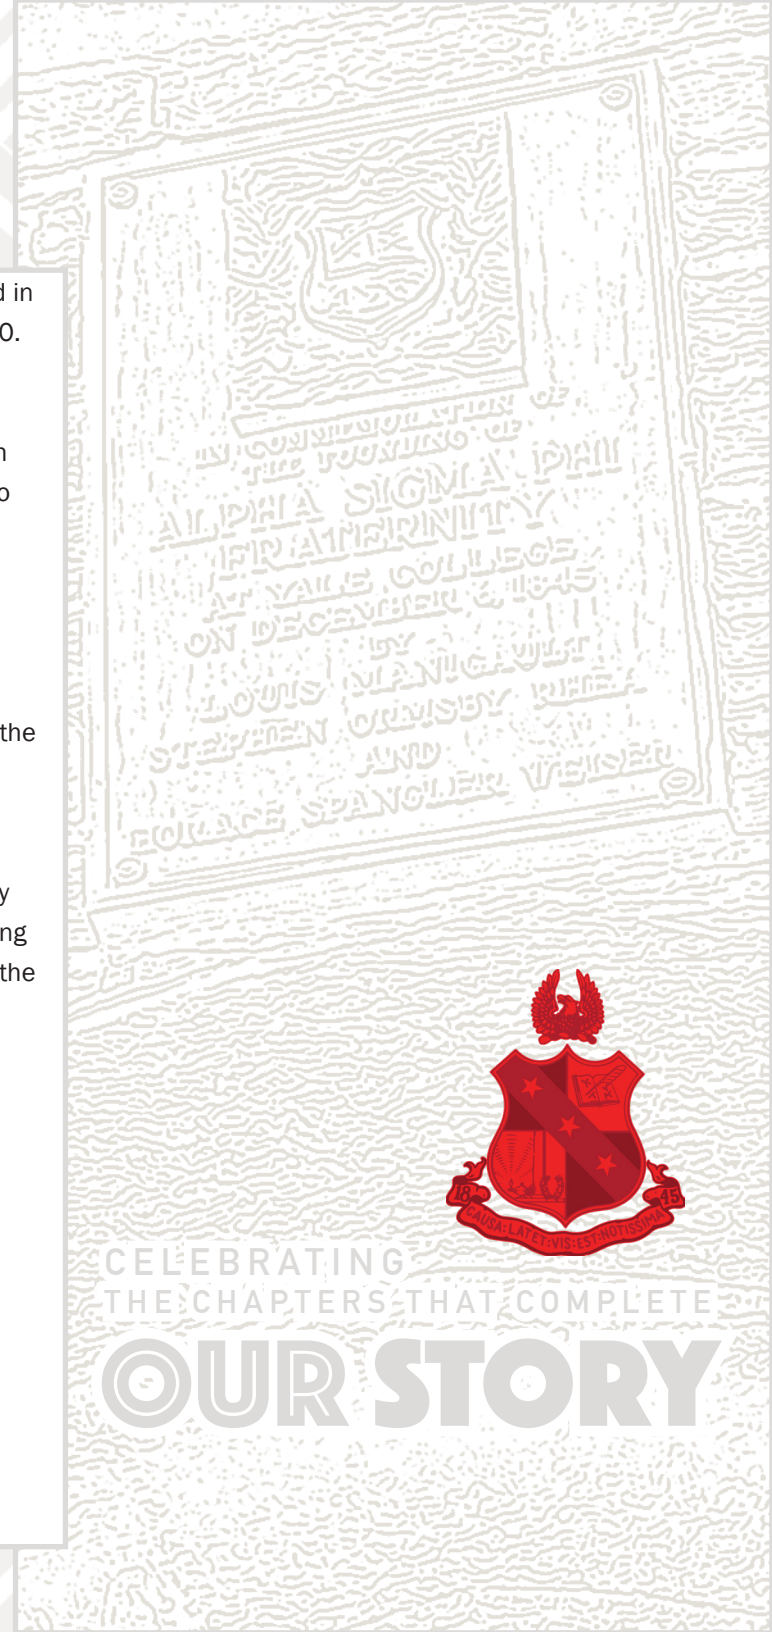 d in
0.
n
o
the
y
ng
the
IN COMMEMORATION OF
THE FOUNDING OF
ALPHA SIGMA PHI
FRATERNITY
AT YALE COLLEGE
ON DECEMBER 6, 1845
BY
LOUIS MANIGAULT
STEPHEN ORMSBY RHEA
AND
HORACE SPANGLER WEISER
18 45
CAUSA:LATET:VIS:EST:NOTISSIMA
CELEBRATING
THE CHAPTERS THAT COMPLETE
OUR STORY